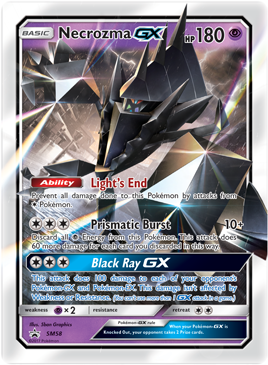 BASIC Necrozma GX HP 180
Ability Light's End
Prevent all damage done to this Pokémon by attacks from
Pokémon.
Prismatic Burst 10+
Discard all Energy from this Pokémon. This attack does
60 more damage for each card you discarded in this way.
Black Ray GX
This attack does 100 damage to each of your opponent's
Pokémon-GX and Pokémon-EX. This damage isn't affected by
Weakness or Resistance. (You can't use more than 1 GX attack in a game.)
weakness × 2 resistance retreat
Illus. 5ban Graphics
SM58
Pokémon-GX rule
When your Pokémon-GX is
Knocked Out, your opponent takes 2 Prize cards.